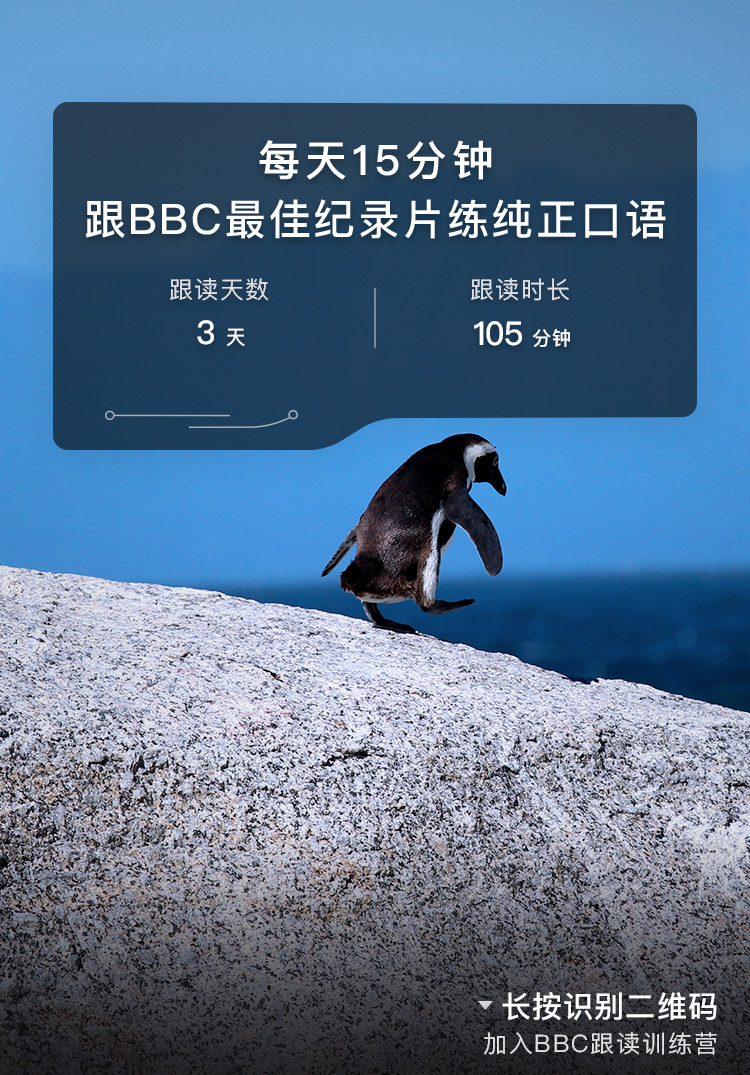 每天15分钟
跟BBC最佳纪录片练纯正口语
跟读天数
3 天
跟读时长
105 分钟
长按识别二维码
加入BBC跟读训练营